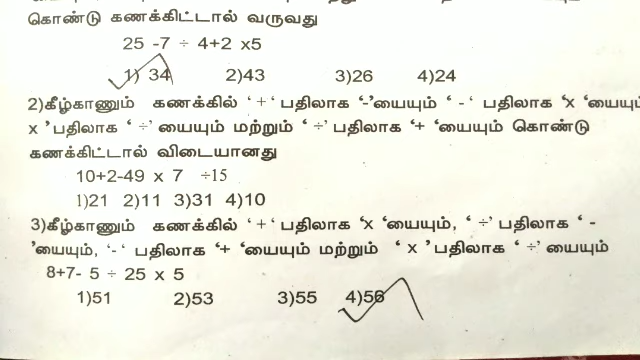 கொண்டு கணக்கிட்டால் வருவது
25 -7 ÷ 4+2 x5
1) 34 2)43 3)26 4)24
2)கீழ்காணும் கணக்கில் ‘ + ‘ பதிலாக ‘-’யையும் ‘ - ‘ பதிலாக ‘x ‘யையும்
x ’ பதிலாக ‘ ÷’ யையும் மற்றும் ‘ ÷’ பதிலாக ‘+ ‘யையும் கொண்டு
கணக்கிட்டால் விடையானது
10+2-49 x 7 ÷15
1)21 2)11 3)31 4)10
3)கீழ்காணும் கணக்கில் ‘ + ‘ பதிலாக ‘x ‘யையும், ‘ ÷’ பதிலாக ‘ -
’யையும், ‘- ‘ பதிலாக ‘+ ‘யையும் மற்றும் ‘ x ’ பதிலாக ‘ ÷’ யையும்
8+7- 5 ÷ 25 x 5
1)51 2)53 3)55 4)56